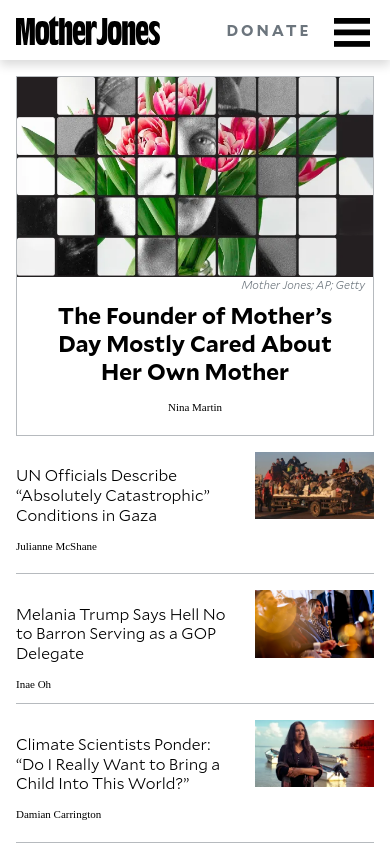 Mother Jones
DONATE
Mother Jones; AP; Getty
The Founder of Mother’s
Day Mostly Cared About
Her Own Mother
Nina Martin
UN Officials Describe
“Absolutely Catastrophic”
Conditions in Gaza
Julianne McShane
Melania Trump Says Hell No
to Barron Serving as a GOP
Delegate
Inae Oh
Climate Scientists Ponder:
“Do I Really Want to Bring a
Child Into This World?”
Damian Carrington